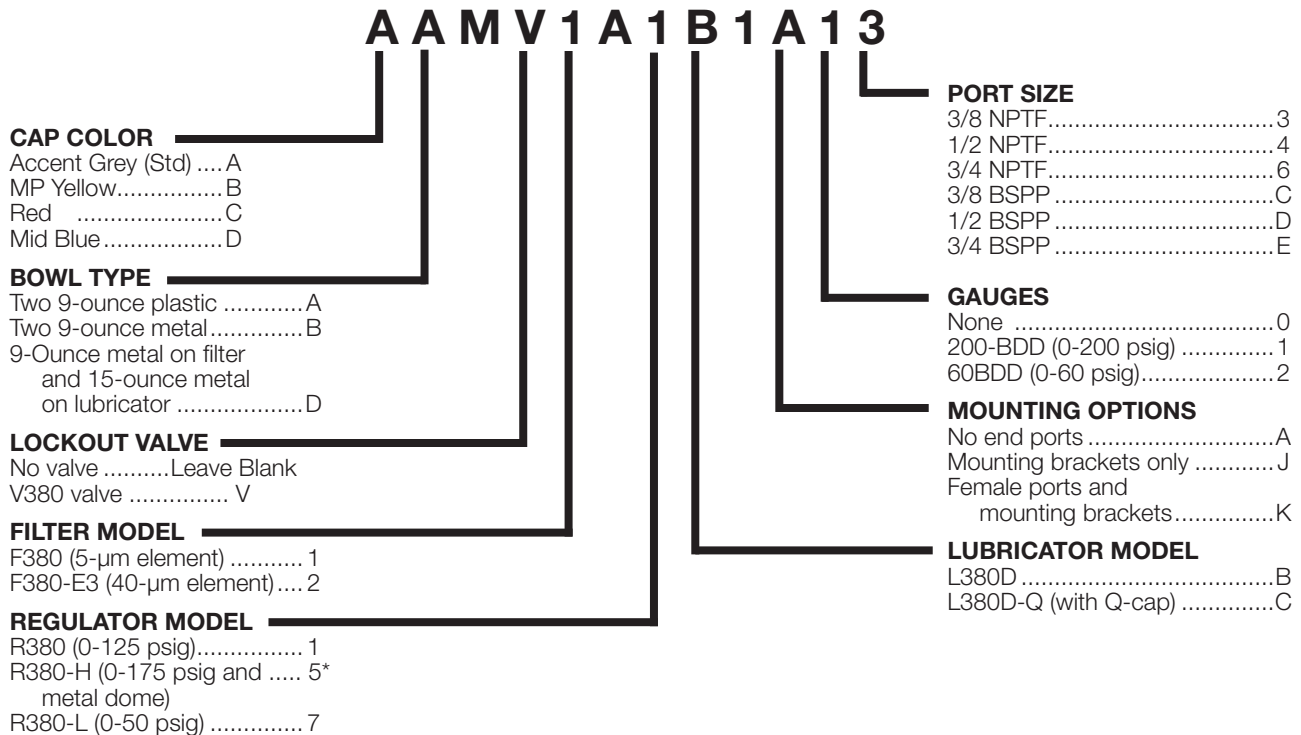 A A M V 1 A 1 B 1 A 1 3
CAP COLOR
Accent Grey (Std) ....A
MP Yellow................B
Red ......................C
Mid Blue..................D
BOWL TYPE
Two 9-ounce plastic ............A
Two 9-ounce metal..............B
9-Ounce metal on filter
and 15-ounce metal
on lubricator ....................D
LOCKOUT VALVE
No valve ..........Leave Blank
V380 valve ............... V
FILTER MODEL
F380 (5-µm element) ........... 1
F380-E3 (40-µm element).... 2
REGULATOR MODEL
R380 (0-125 psig)................. 1
R380-H (0-175 psig and ..... 5*
metal dome)
R380-L (0-50 psig) .............. 7
PORT SIZE
3/8 NPTF..................................3
1/2 NPTF..................................4
3/4 NPTF..................................6
3/8 BSPP .................................C
1/2 BSPP .................................D
3/4 BSPP .................................E
GAUGES
None .......................................0
200-BDD (0-200 psig) ..............1
60BDD (0-60 psig)....................2
MOUNTING OPTIONS
No end ports ............................A
Mounting brackets only ............J
Female ports and
mounting brackets...............K
LUBRICATOR MODEL
L380D ......................................B
L380D-Q (with Q-cap) ..............C